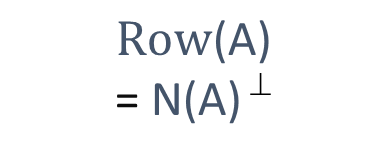 Row(A)
= N(A)⊥